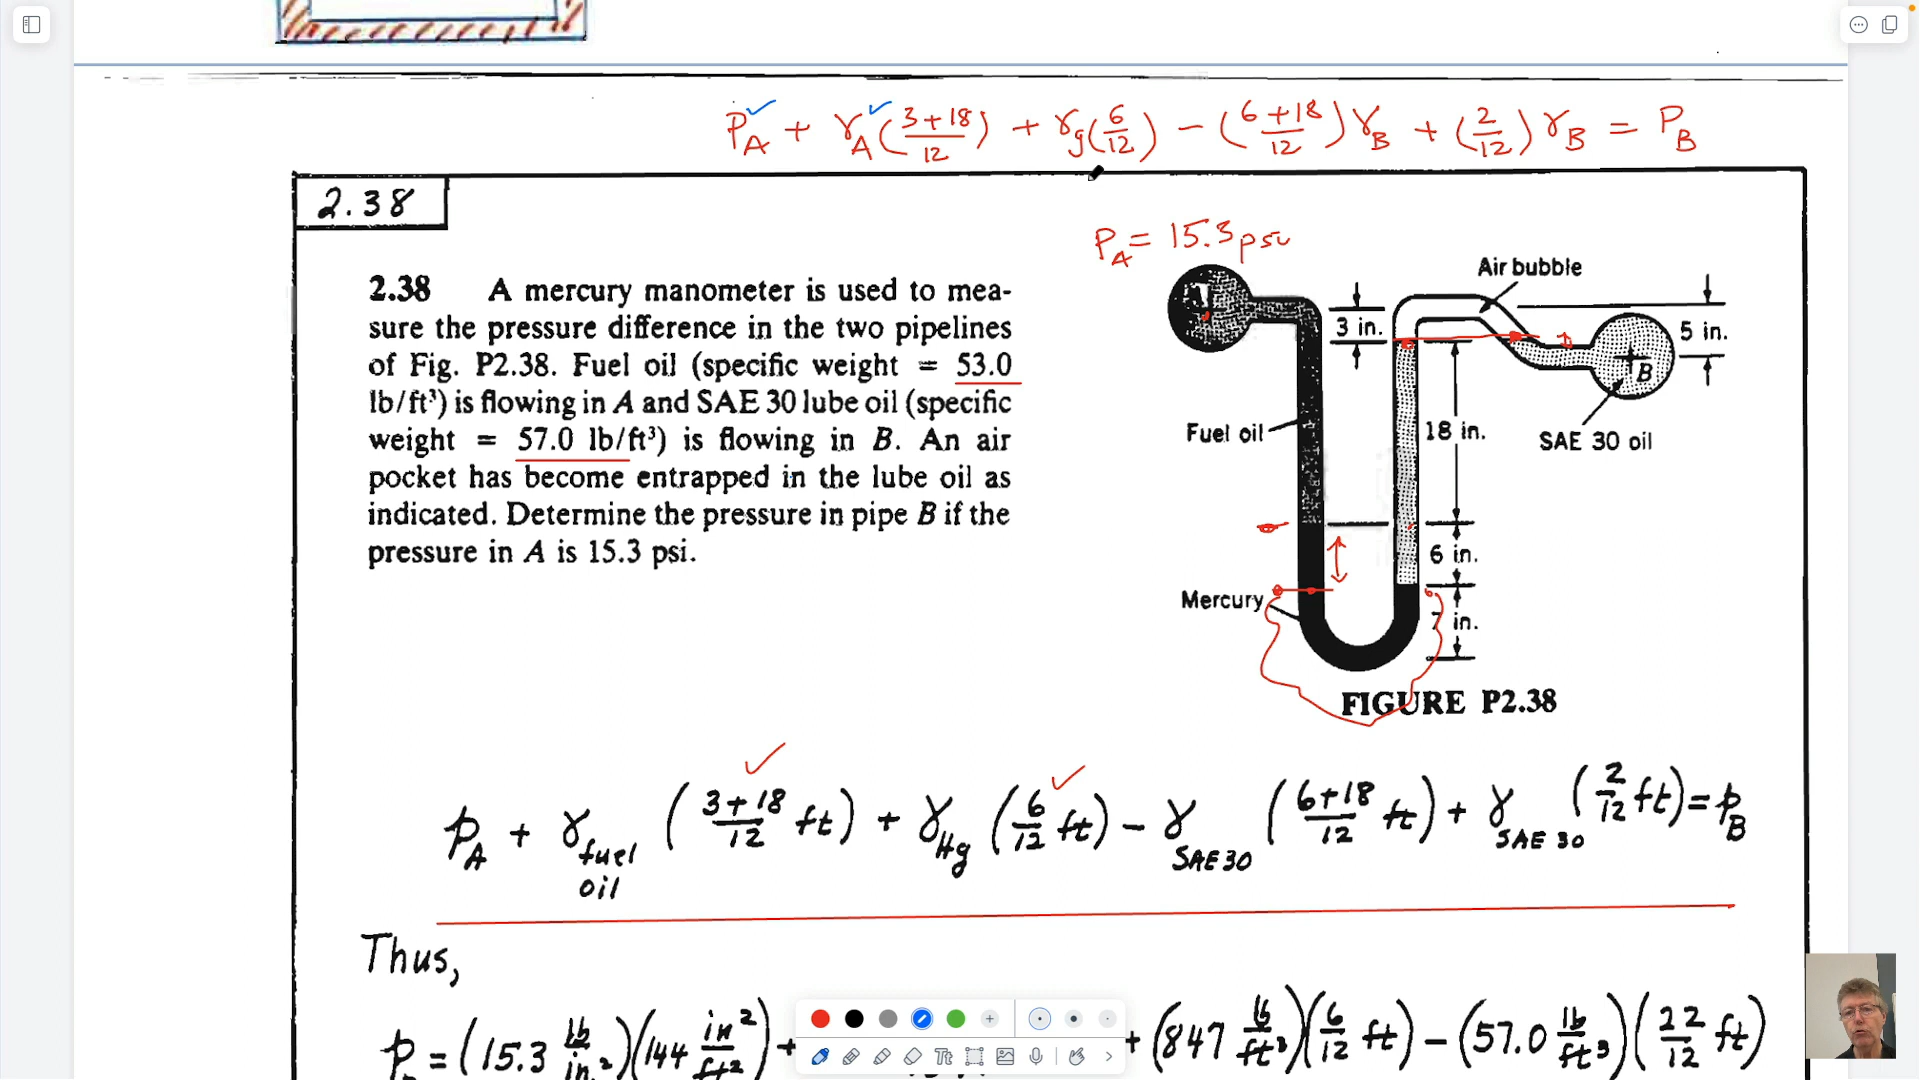 P_A + γ_A (3+18/12) + γ_g (6/12) − (6+18/12) γ_B + (2/12) γ_B = P_B
2.38
P_A = 15.3 psi
2.38 A mercury manometer is used to mea-
sure the pressure difference in the two pipelines
of Fig. P2.38. Fuel oil (specific weight = 53.0
lb/ft³) is flowing in A and SAE 30 lube oil (specific
weight = 57.0 lb/ft³) is flowing in B. An air
pocket has become entrapped in the lube oil as
indicated. Determine the pressure in pipe B if the
pressure in A is 15.3 psi.
Air bubble
A
3 in.
5 in.
B
Fuel oil
18 in.
SAE 30 oil
6 in.
Mercury
7 in.
FIGURE P2.38
p_A + γ_fuel oil (3+18/12 ft) + γ_Hg (6/12 ft) − γ_SAE 30 (6+18/12 ft) + γ_SAE 30 (2/12 ft) = p_B
Thus,
= (15.3 lb/in.²)(144 in²/ft²) + + (847 lb/ft³)(6/12 ft) − (57.0 lb/ft³)(22/12 ft)
Tt